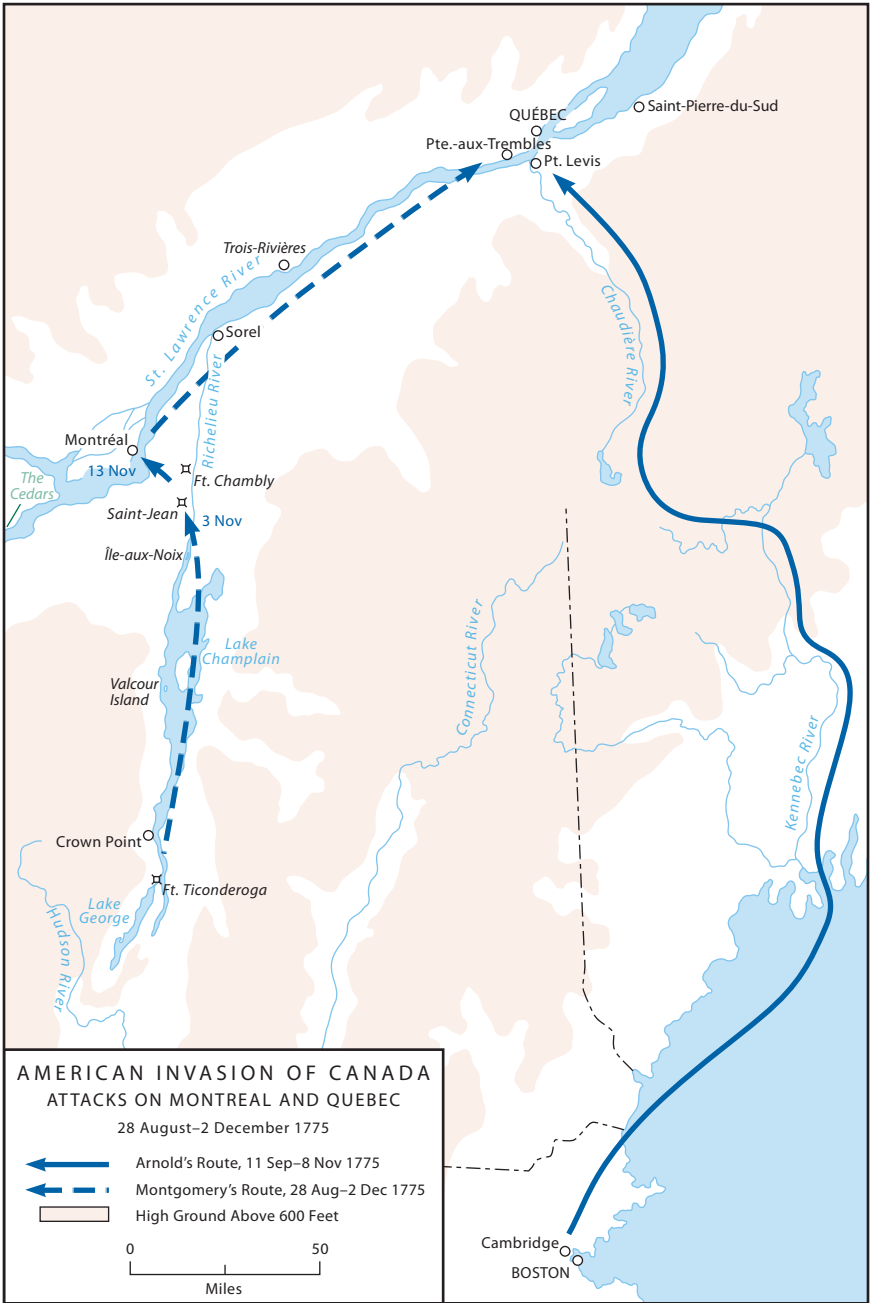 Saint-Pierre-du-Sud
QUÉBEC
Pte.-aux-Trembles
Pt. Levis
Trois-Rivières
St. Lawrence River
Sorel
Chaudière River
Richelieu River
Montréal
13 Nov
The
Cedars
Ft. Chambly
Saint-Jean
3 Nov
Île-aux-Noix
Connecticut River
Lake
Champlain
Valcour
Island
Kennebec River
Crown Point
Ft. Ticonderoga
Lake
George
Hudson River
AMERICAN INVASION OF CANADA
ATTACKS ON MONTREAL AND QUEBEC
28 August–2 December 1775
Arnold's Route, 11 Sep–8 Nov 1775
Montgomery's Route, 28 Aug–2 Dec 1775
High Ground Above 600 Feet
0 50
Miles
Cambridge
BOSTON